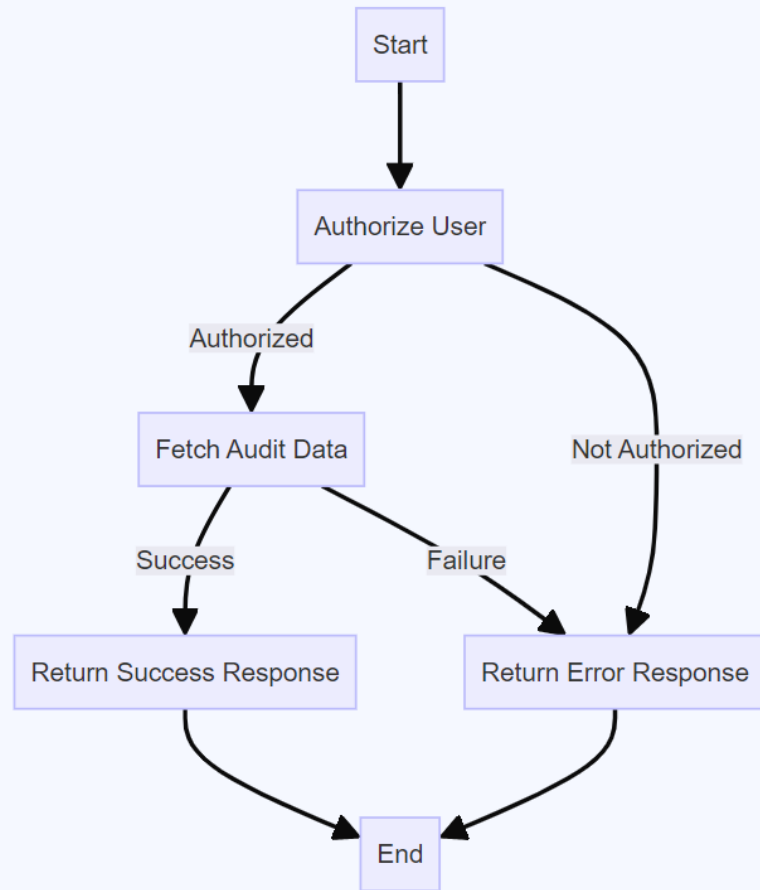 Start
Authorize User
Authorized
Fetch Audit Data
Not Authorized
Success
Failure
Return Success Response
Return Error Response
End